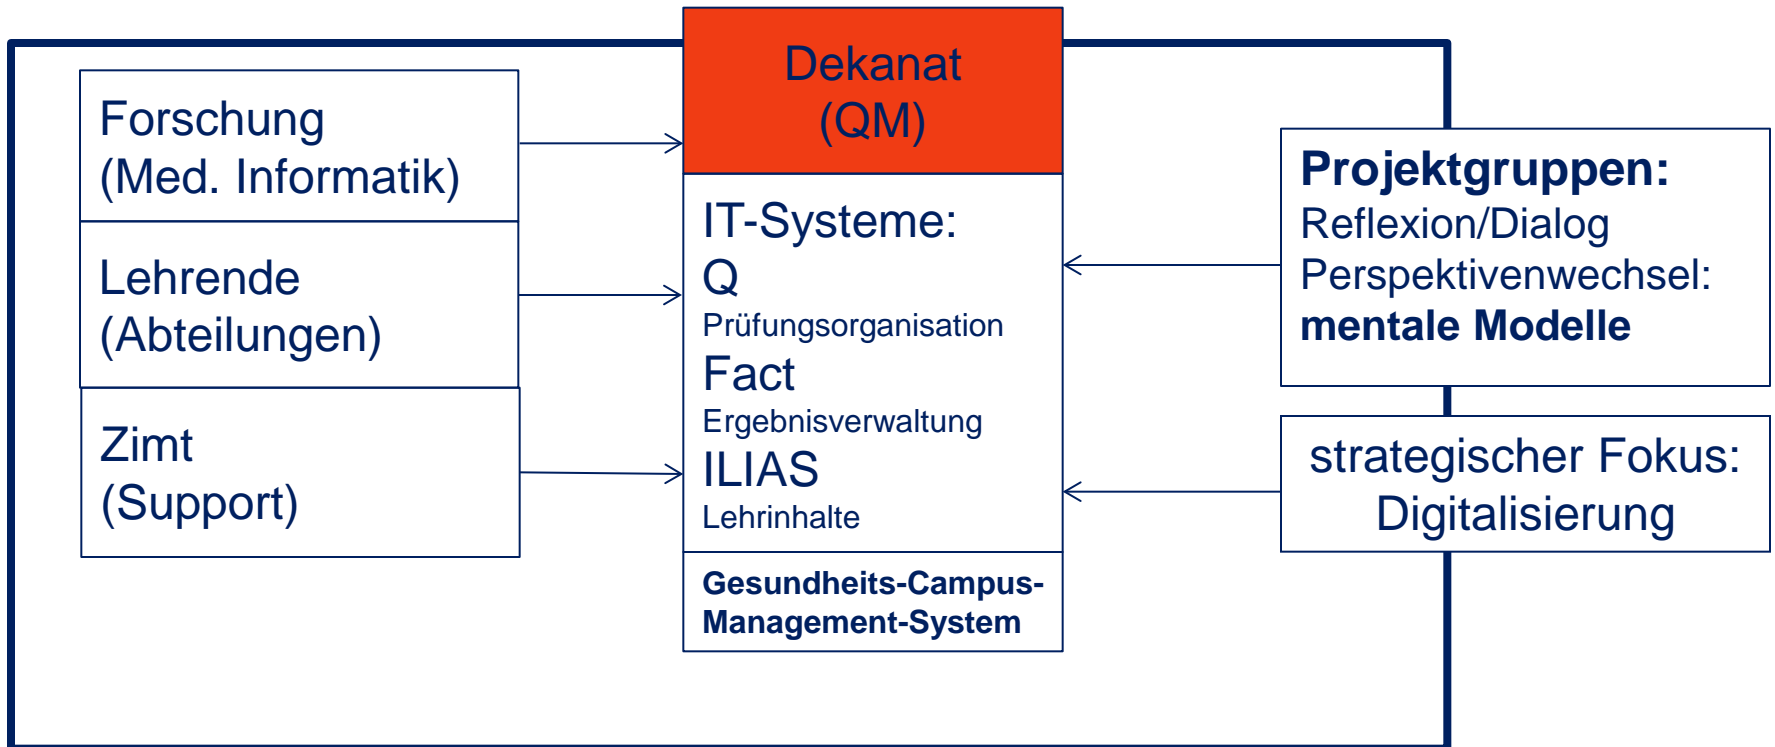 Forschung
(Med. Informatik)
Lehrende
(Abteilungen)
Zimt
(Support)
Dekanat
(QM)
IT-Systeme:
Q
Prüfungsorganisation
Fact
Ergebnisverwaltung
ILIAS
Lehrinhalte
Gesundheits-Campus-
Management-System
Projektgruppen:
Reflexion/Dialog
Perspektivenwechsel:
mentale Modelle
strategischer Fokus:
Digitalisierung